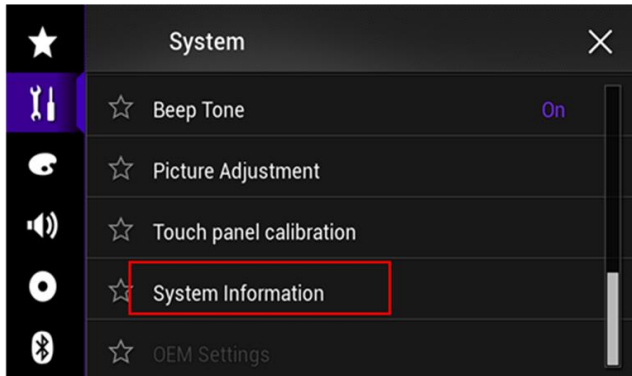 System
Beep Tone On
Picture Adjustment
Touch panel calibration
System Information
OEM Settings